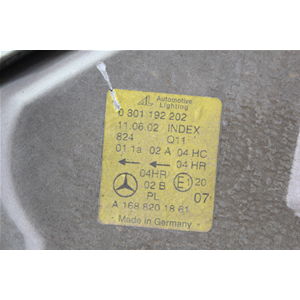 AL Automotive
Lighting
0 301 192 202
11.06.02 INDEX
824 Q11
01 1a 02 A 04 HC
04 HR
04HR
02 B E1 20
PL 07
A 168 820 18 61
· Made in Germany ·